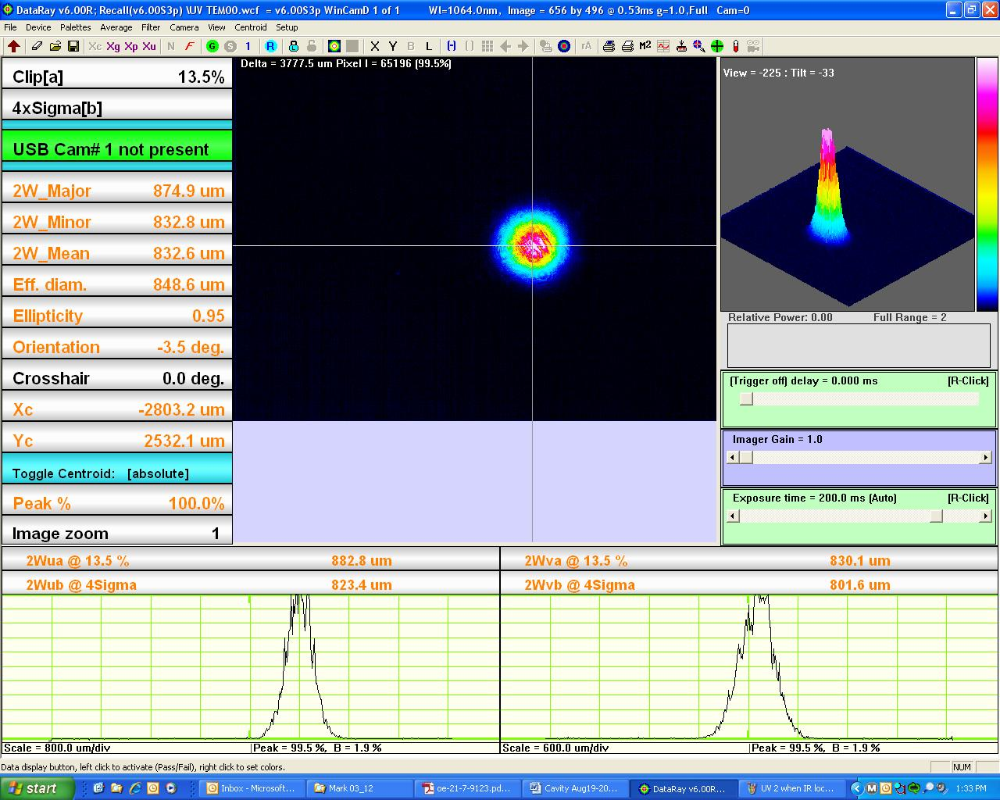 DataRay v6.00R; Recall(v6.00S3p) \UV TEM00.wcf = v6.00S3p WinCamD 1 of 1 Wl=1064.0nm, Image = 656 by 496 @ 0.53ms g=1.0,Full Cam=0
File Device Palettes Average Filter Camera View Centroid Setup
Xc Xg Xp Xu N F G S 1 R X Y B L rA M²
Clip[a] 13.5%
4xSigma[b]
USB Cam# 1 not present
2W_Major 874.9 um
2W_Minor 832.8 um
2W_Mean 832.6 um
Eff. diam. 848.6 um
Ellipticity 0.95
Orientation -3.5 deg.
Crosshair 0.0 deg.
Xc -2803.2 um
Yc 2532.1 um
Toggle Centroid: [absolute]
Peak % 100.0%
Image zoom 1
Delta = 3777.5 um Pixel I = 65196 (99.5%)
View = -225 : Tilt = -33
Relative Power: 0.00 Full Range = 2
(Trigger off) delay = 0.000 ms [R-Click]
Imager Gain = 1.0
Exposure time = 200.0 ms (Auto) [R-Click]
2Wua @ 13.5 % 882.8 um
2Wub @ 4Sigma 823.4 um
2Wva @ 13.5 % 830.1 um
2Wvb @ 4Sigma 801.6 um
Scale = 800.0 um/div Peak = 99.5 %, B = 1.9 %
Scale = 600.0 um/div Peak = 99.5 %, B = 1.9 %
Data display button, left click to activate (Pass/Fail), right click to set colors. NUM
start Inbox - Microsoft... Mark 03_12 oe-21-7-9123.pd... Cavity Aug19-20... DataRay v6.00R... UV 2 when IR loc... 1:33 PM